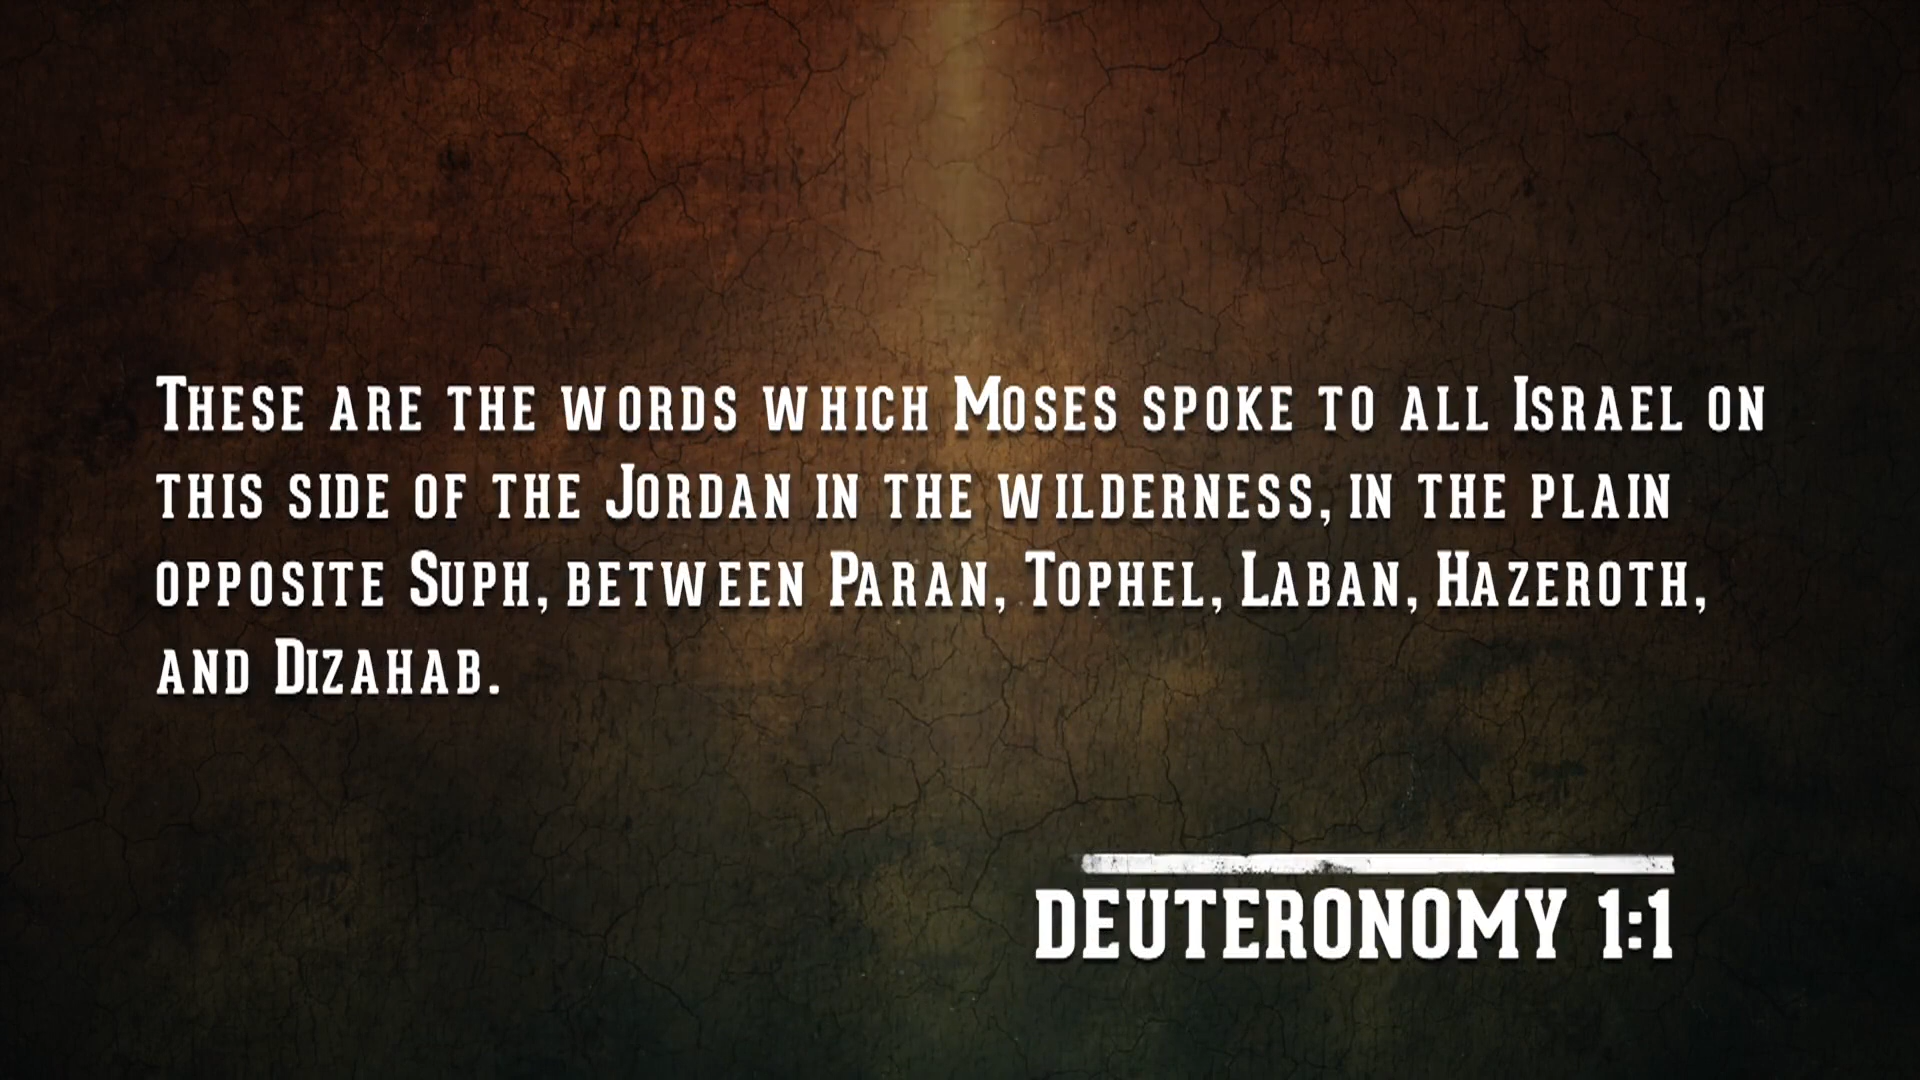 These are the words which Moses spoke to all Israel on
this side of the Jordan in the wilderness, in the plain
opposite Suph, between Paran, Tophel, Laban, Hazeroth,
and Dizahab.
DEUTERONOMY 1:1